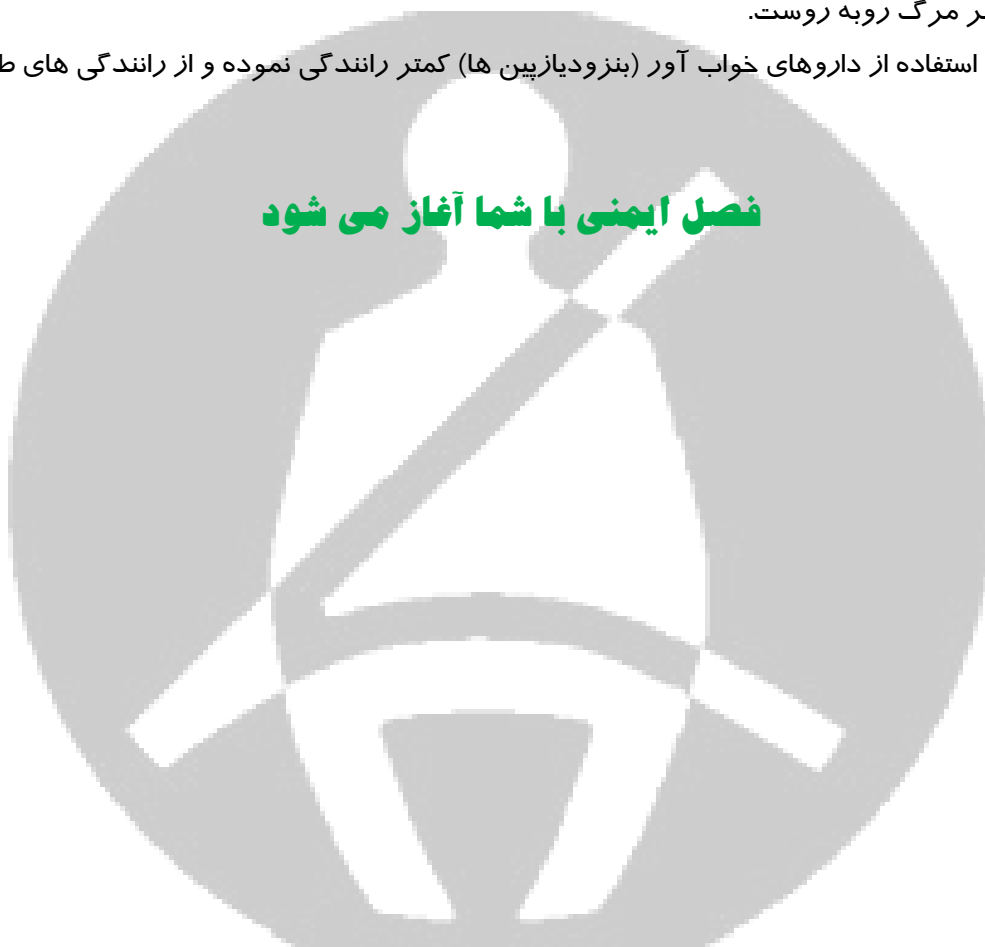 مرگ روبه روست.
استفاده از داروهای خواب آور (بنزودیازپین ها) کمتر رانندگی نموده و از رانندگی های
فصل ایمنی با شما آغاز می شود